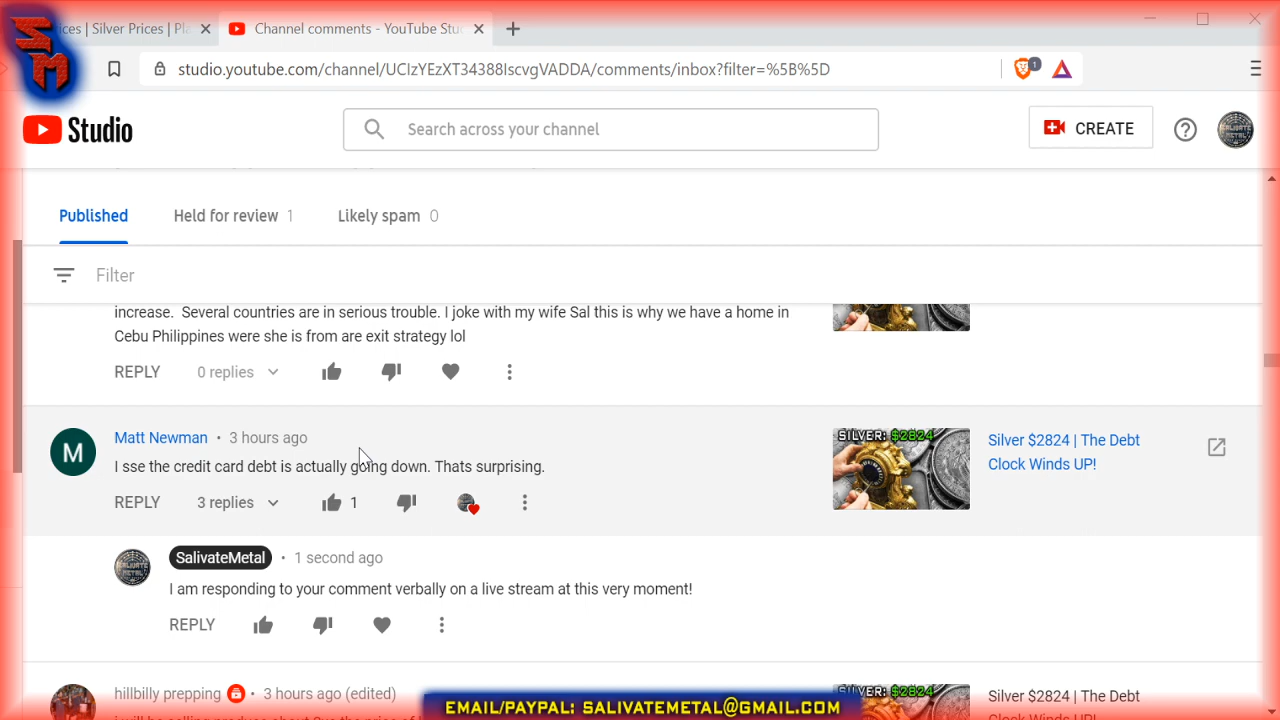 SM
ices | Silver Prices | Pla
Channel comments - YouTube Stu
studio.youtube.com/channel/UCIzYEzXT34388IscvgVADDA/comments/inbox?filter=%5B%5D
1
Studio
Search across your channel
CREATE
Published
Held for review 1
Likely spam 0
Filter
increase. Several countries are in serious trouble. I joke with my wife Sal this is why we have a home in
Cebu Philippines were she is from are exit strategy lol
REPLY
0 replies
M
Matt Newman • 3 hours ago
I sse the credit card debt is actually going down. Thats surprising.
REPLY
3 replies
1
SILVER: $2824
Silver $2824 | The Debt
Clock Winds UP!
SalivateMetal • 1 second ago
I am responding to your comment verbally on a live stream at this very moment!
REPLY
hillbilly prepping • 3 hours ago (edited)
SILVER: $2824
Silver $2824 | The Debt
EMAIL/PAYPAL: SALIVATEMETAL@GMAIL.COM